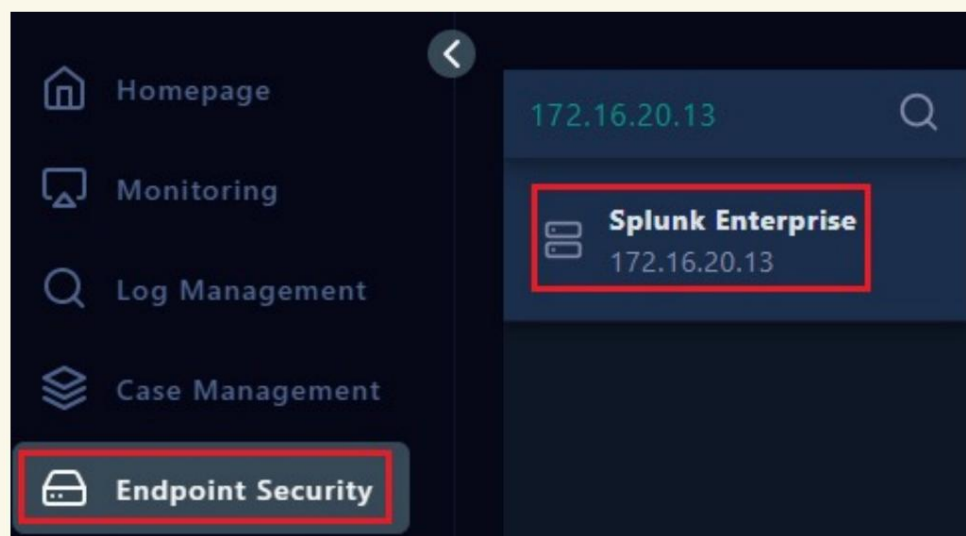 Homepage
Monitoring
Log Management
Case Management
Endpoint Security
172.16.20.13
Splunk Enterprise
172.16.20.13